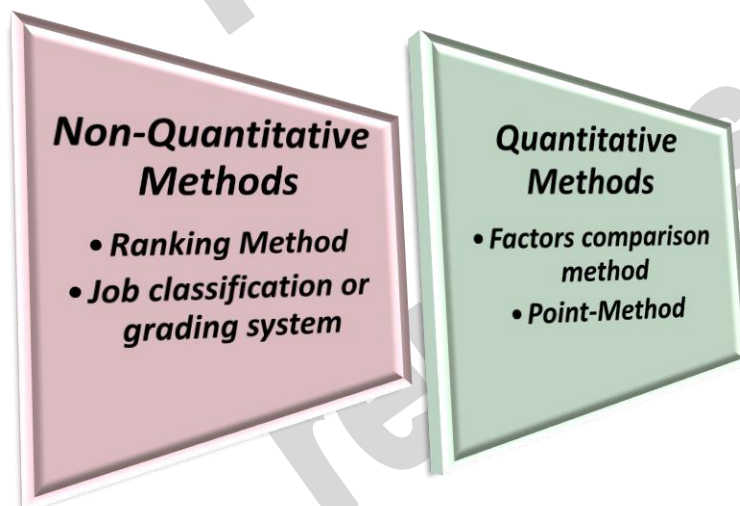 Non-Quantitative
Methods
• Ranking Method
• Job classification or
grading system
Quantitative
Methods
• Factors comparison
method
• Point-Method